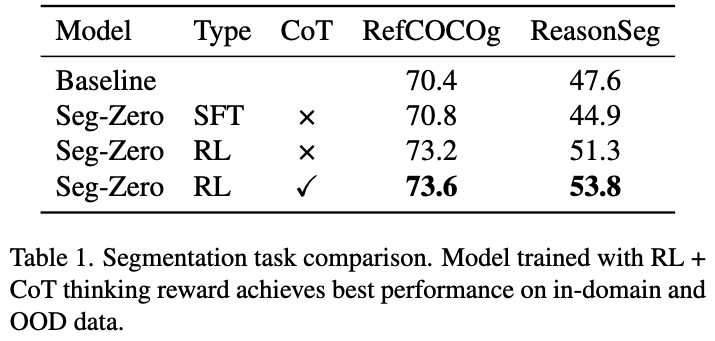 Model Type CoT RefCOCOg ReasonSeg
Baseline 70.4 47.6
Seg-Zero SFT × 70.8 44.9
Seg-Zero RL × 73.2 51.3
Seg-Zero RL ✓ 73.6 53.8
Table 1. Segmentation task comparison. Model trained with RL +
CoT thinking reward achieves best performance on in-domain and
OOD data.